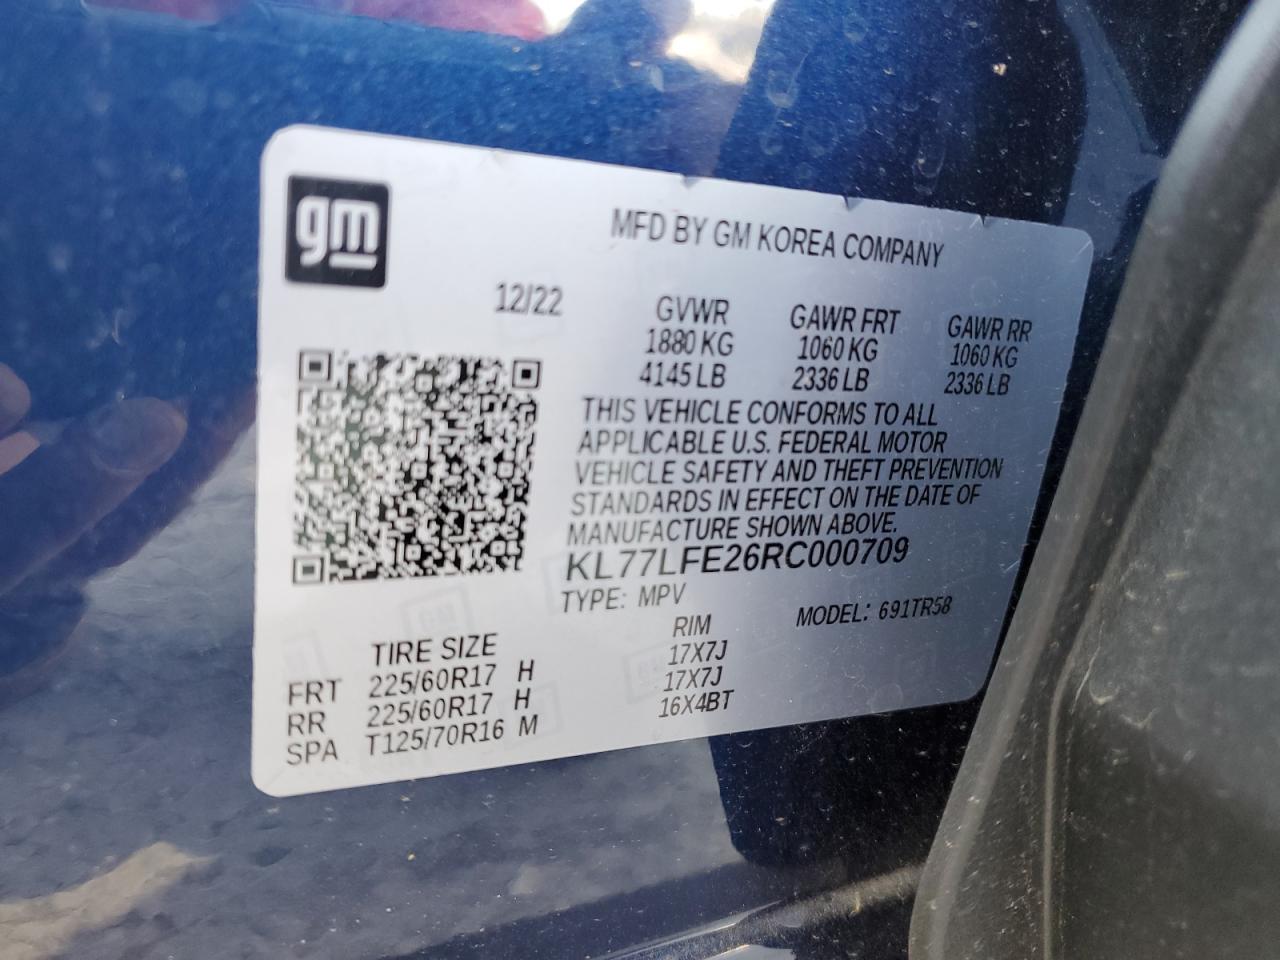 gm
MFD BY GM KOREA COMPANY
12/22 GVWR GAWR FRT GAWR RR
1880 KG 1060 KG 1060 KG
4145 LB 2336 LB 2336 LB
THIS VEHICLE CONFORMS TO ALL
APPLICABLE U.S. FEDERAL MOTOR
VEHICLE SAFETY AND THEFT PREVENTION
STANDARDS IN EFFECT ON THE DATE OF
MANUFACTURE SHOWN ABOVE.
KL77LFE26RC000709
TYPE: MPV MODEL: 691TR58
TIRE SIZE RIM
FRT 225/60R17 H 17X7J
RR 225/60R17 H 17X7J
SPA T125/70R16 M 16X4BT